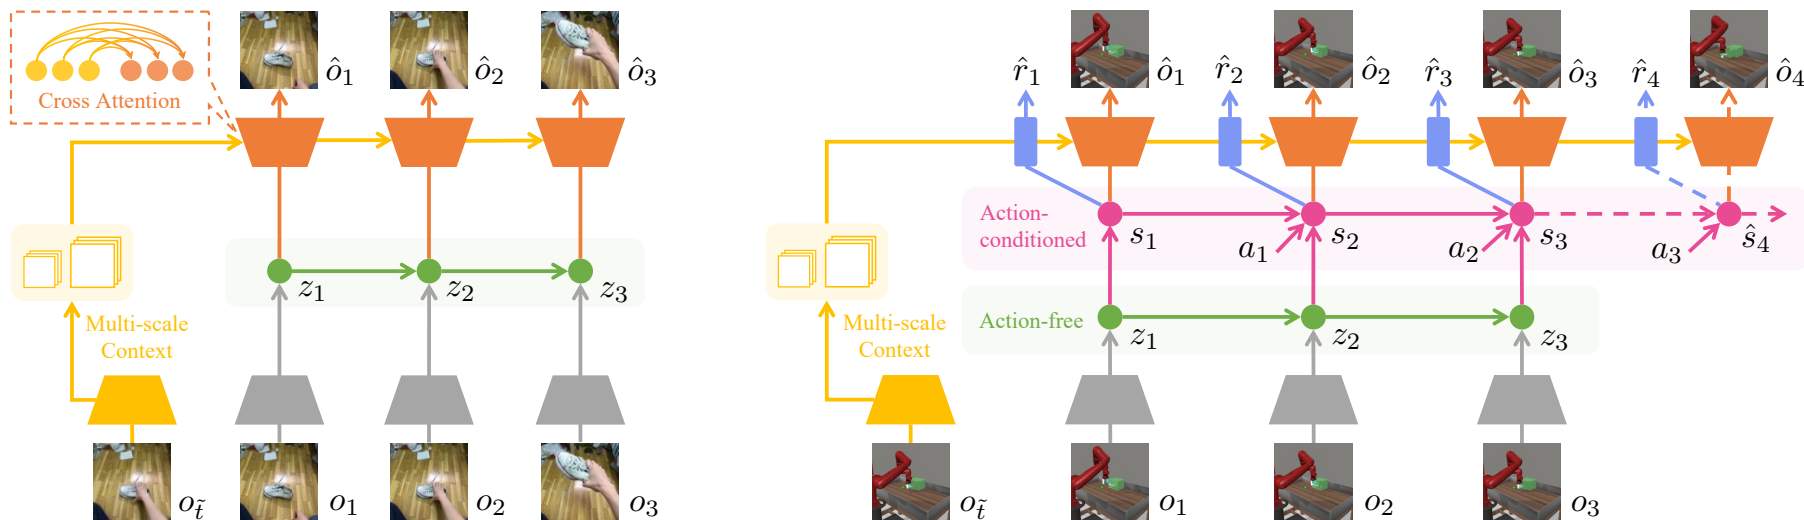 Cross Attention
ô₁
ô₂
ô₃
z₁
z₂
z₃
Multi-scale
Context
o_t̃
o₁
o₂
o₃
r̂₁
ô₁
r̂₂
ô₂
r̂₃
ô₃
r̂₄
ô₄
Action-
conditioned
s₁
a₁
s₂
a₂
s₃
a₃
ŝ₄
Multi-scale
Context
Action-free
z₁
z₂
z₃
o_t̃
o₁
o₂
o₃